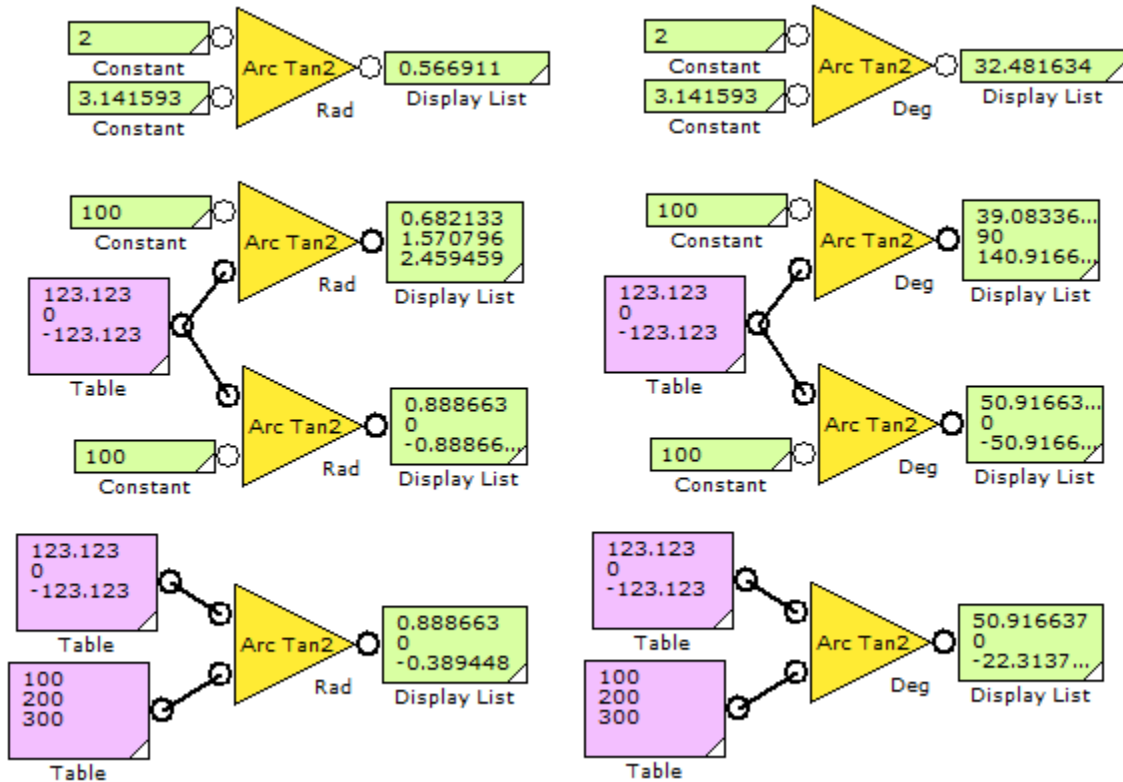 2
Constant
3.141593
Constant
Arc Tan2
Rad
0.566911
Display List
2
Constant
3.141593
Constant
Arc Tan2
Deg
32.481634
Display List
100
Constant
Arc Tan2
Rad
0.682133
1.570796
2.459459
Display List
123.123
0
-123.123
Table
Arc Tan2
Rad
0.888663
0
-0.88866...
Display List
100
Constant
100
Constant
Arc Tan2
Deg
39.08336...
90
140.9166...
Display List
123.123
0
-123.123
Table
Arc Tan2
Deg
50.91663...
0
-50.9166...
Display List
100
Constant
123.123
0
-123.123
Table
100
200
300
Table
Arc Tan2
Rad
0.888663
0
-0.389448
Display List
123.123
0
-123.123
Table
100
200
300
Table
Arc Tan2
Deg
50.916637
0
-22.3137...
Display List